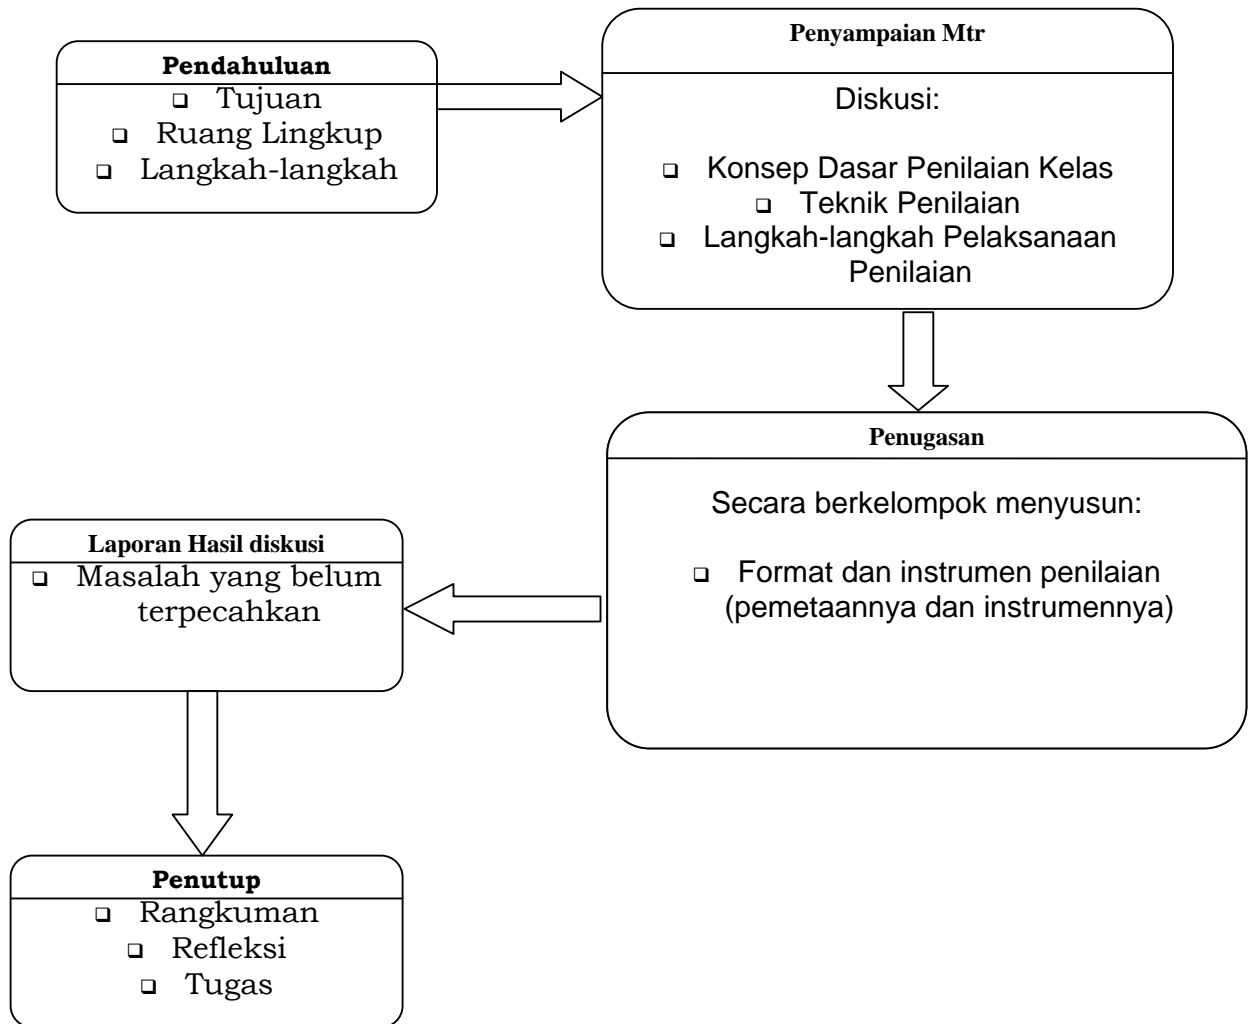 Pendahuluan
❑ Tujuan
❑ Ruang Lingkup
❑ Langkah-langkah
Penyampaian Mtr
Diskusi:
❑ Konsep Dasar Penilaian Kelas
❑ Teknik Penilaian
❑ Langkah-langkah Pelaksanaan
Penilaian
Penugasan
Secara berkelompok menyusun:
❑ Format dan instrumen penilaian
(pemetaannya dan instrumennya)
Laporan Hasil diskusi
❑ Masalah yang belum
terpecahkan
Penutup
❑ Rangkuman
❑ Refleksi
❑ Tugas